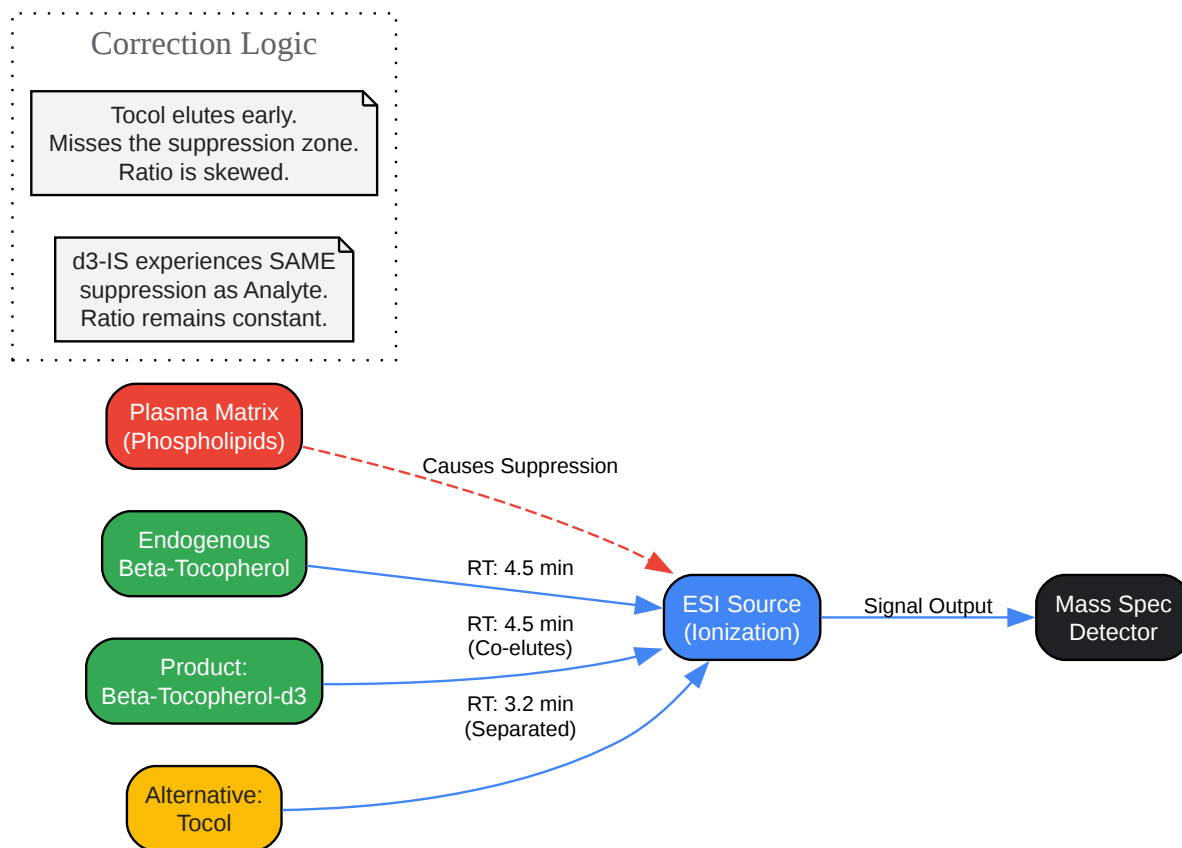 Correction Logic
Tocol elutes early.
Misses the suppression zone.
Ratio is skewed.
d3-IS experiences SAME
suppression as Analyte.
Ratio remains constant.
Plasma Matrix
(Phospholipids)
Causes Suppression
Endogenous
Beta-Tocopherol
RT: 4.5 min
ESI Source
(Ionization)
Signal Output
Mass Spec
Detector
RT: 4.5 min
(Co-elutes)
Product:
Beta-Tocopherol-d3
RT: 3.2 min
(Separated)
Alternative:
Tocol